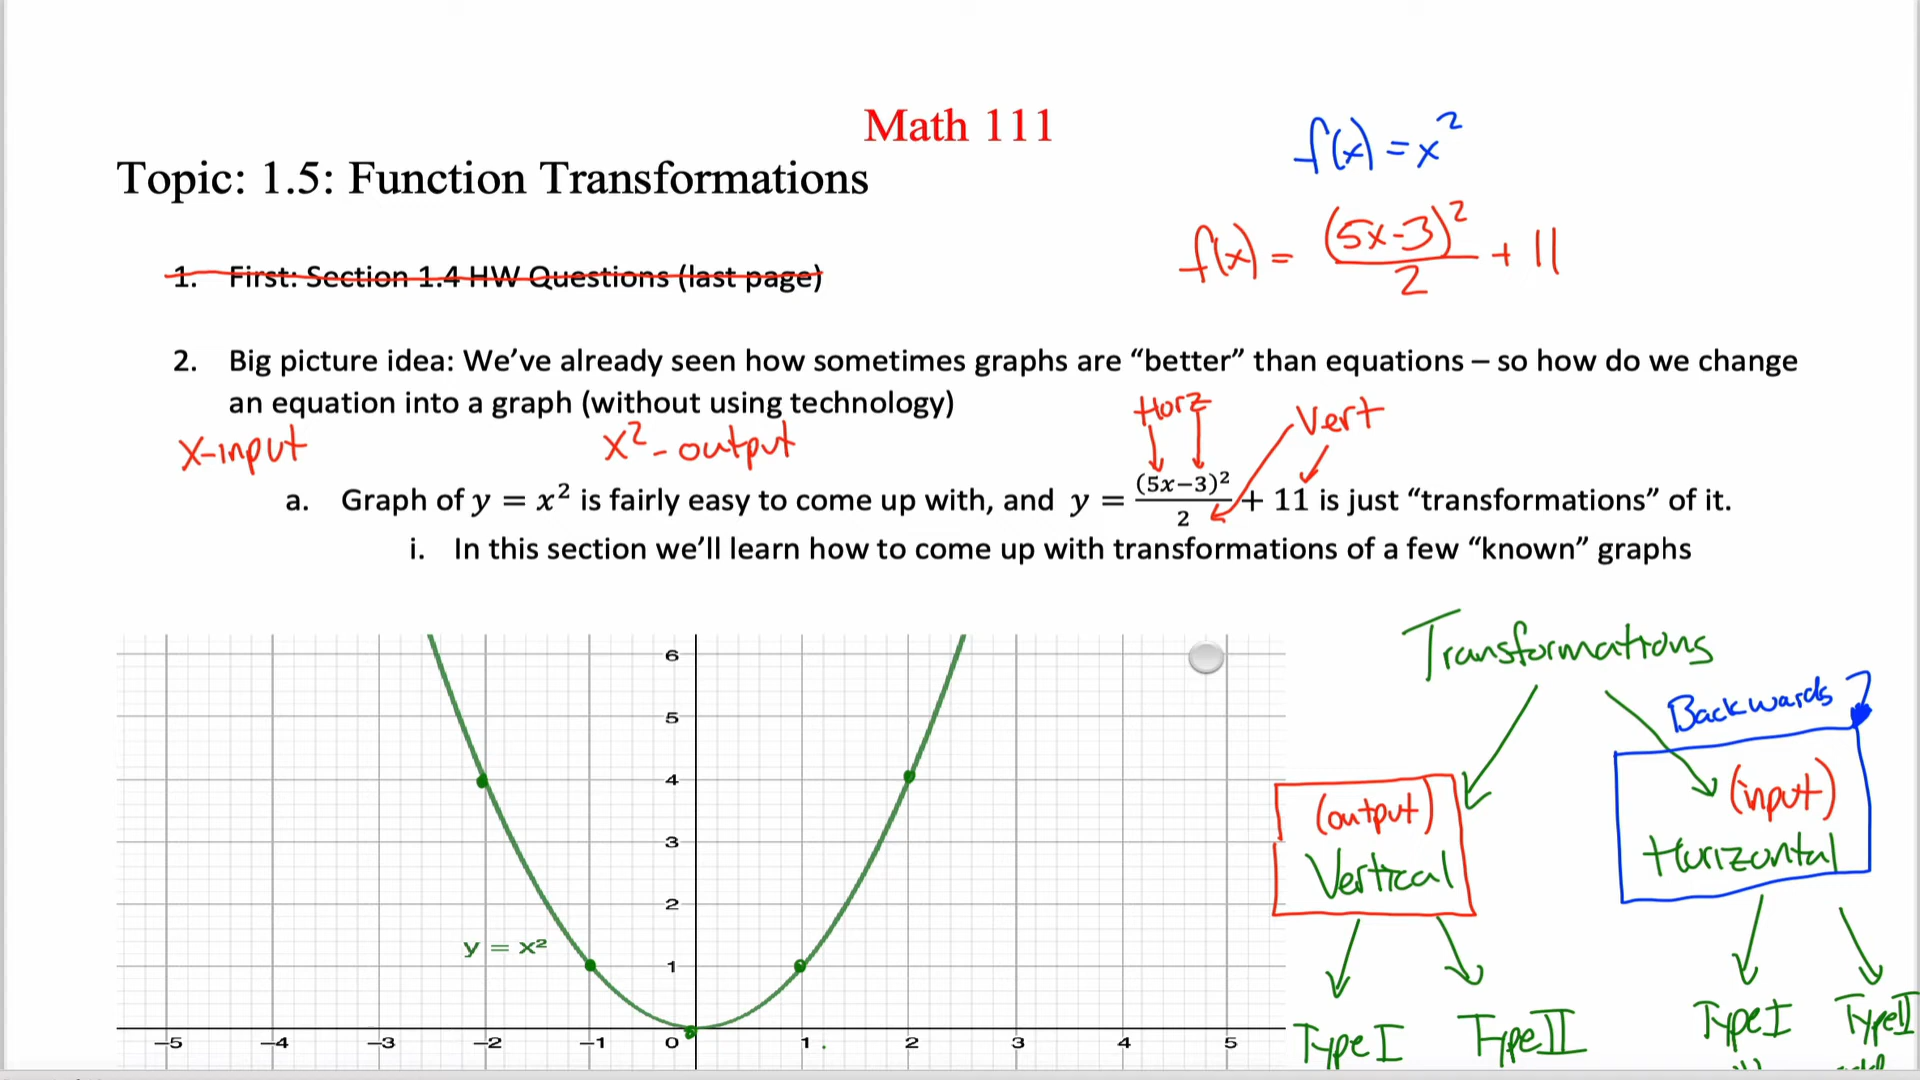 Math 111
f(x) = x²
Topic: 1.5: Function Transformations
f(x) = (5x-3)²/2 + 11
1. First: Section 1.4 HW Questions (last page)
2. Big picture idea: We’ve already seen how sometimes graphs are “better” than equations – so how do we change
an equation into a graph (without using technology)
Horz
Vert
X-input
x² - output
a. Graph of y = x² is fairly easy to come up with, and y = (5x−3)²/2 + 11 is just “transformations” of it.
i. In this section we’ll learn how to come up with transformations of a few “known” graphs
Transformations
Backwards
(output)
Vertical
(input)
Horizontal
Type I
Type II
Type I
Type II
6
5
4
3
2
1
y = x²
−5 −4 −3 −2 −1 0 1 2 3 4 5